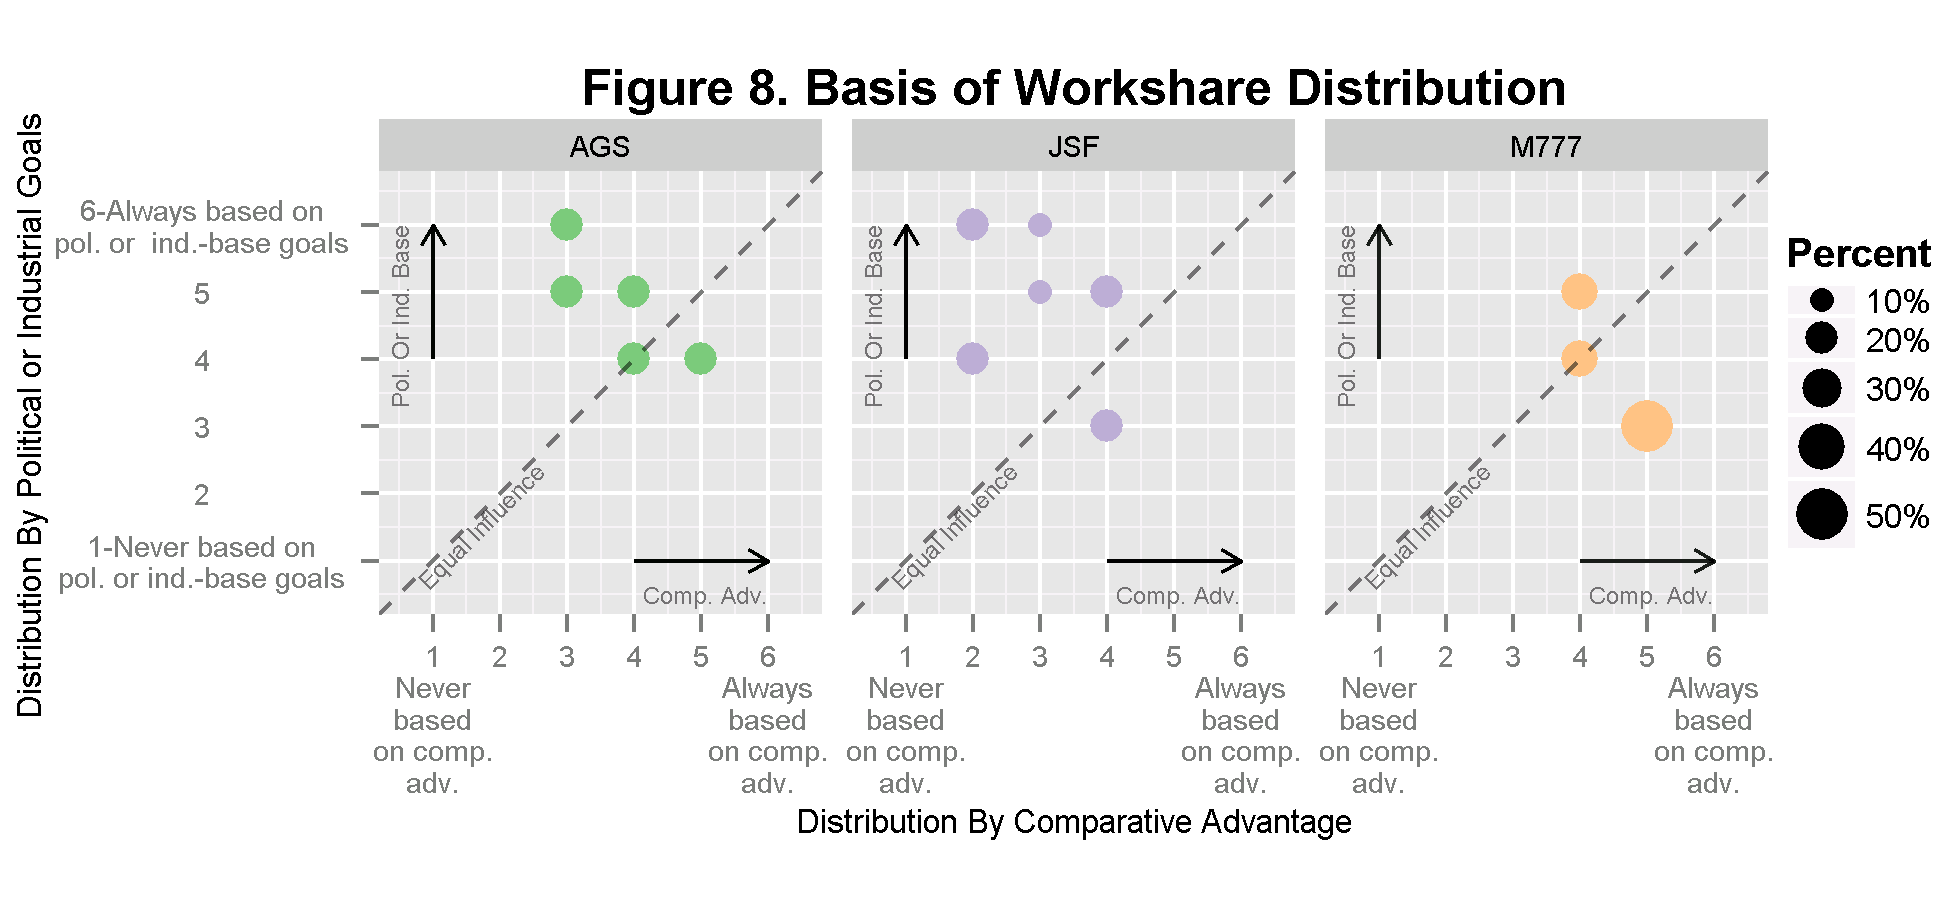 Figure 8. Basis of Workshare Distribution
AGS
JSF
M777
Distribution By Political or Industrial Goals
6-Always based on
pol. or  ind.-base goals
5
4
3
2
1-Never based on
pol. or ind.-base goals
Pol. Or Ind. Base
Equal Influence
Comp. Adv.
Pol. Or Ind. Base
Equal Influence
Comp. Adv.
Pol. Or Ind. Base
Equal Influence
Comp. Adv.
1
Never
based
on comp.
adv.
2
3
4
5
6
Always
based
on comp.
adv.
1
Never
based
on comp.
adv.
2
3
4
5
6
Always
based
on comp.
adv.
1
Never
based
on comp.
adv.
2
3
4
5
6
Always
based
on comp.
adv.
Distribution By Comparative Advantage
Percent
10%
20%
30%
40%
50%